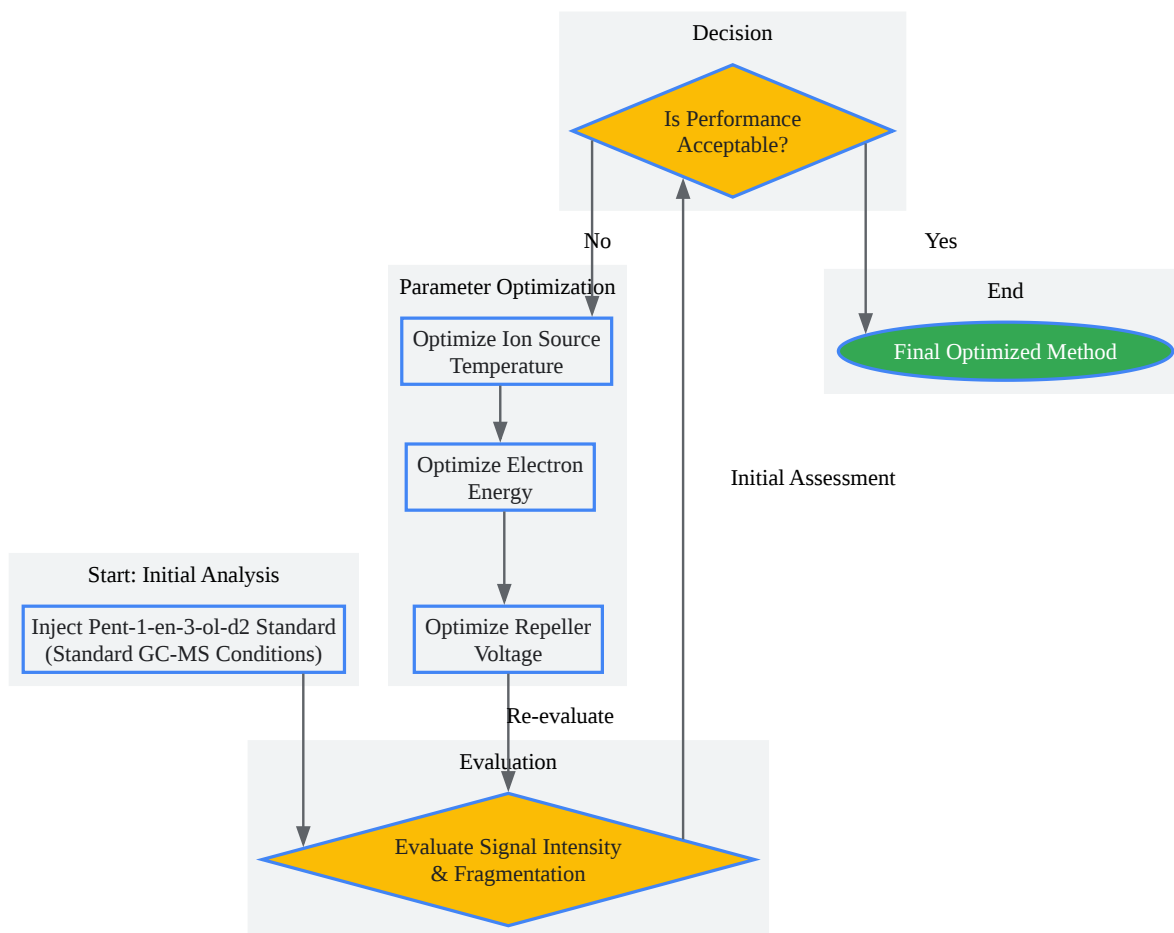 Decision
Is Performance
Acceptable?
No
Yes
Parameter Optimization
End
Optimize Ion Source
Temperature
Final Optimized Method
Optimize Electron
Energy
Initial Assessment
Start: Initial Analysis
Inject Pent-1-en-3-ol-d2 Standard
(Standard GC-MS Conditions)
Optimize Repeller
Voltage
Re-evaluate
Evaluation
Evaluate Signal Intensity
& Fragmentation